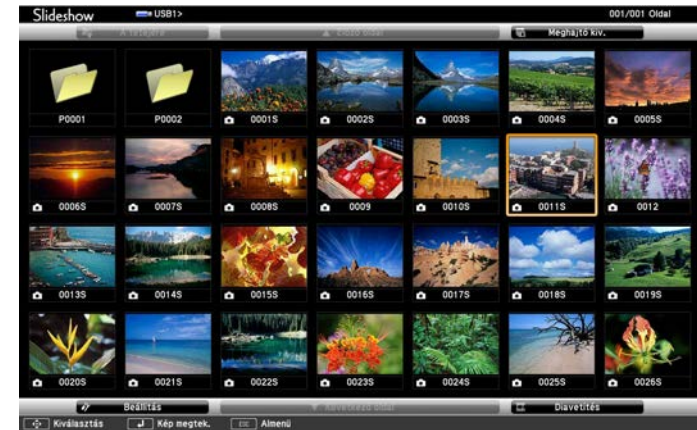 Slideshow USB1> 001/001 Oldal
A tetejére Előző oldal Meghajtó kiv.
P0001 P0002 0001S 0002S 0003S 0004S 0005S
0006S 0007S 0008S 0009 0010S 0011S 0012
0013S 0014S 0015S 0016S 0017S 0018S 0019S
0020S 0021S 0022S 0023S 0024S 0025S 0026S
Beállítás Következő oldal Diavetítés
Kiválasztás Kép megtek. ESC Almenü